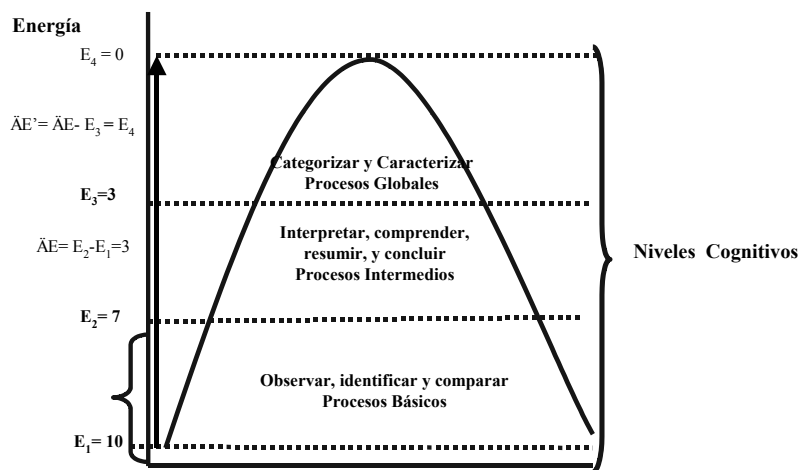 Energía
E₄ = 0
ÄE’= ÄE- E₃ = E₄
Categorizar y Caracterizar
Procesos Globales
E₃=3
Interpretar, comprender,
resumir, y concluir
Procesos Intermedios
ÄE= E₂-E₁=3
Niveles Cognitivos
E₂= 7
Observar, identificar y comparar
Procesos Básicos
E₁= 10